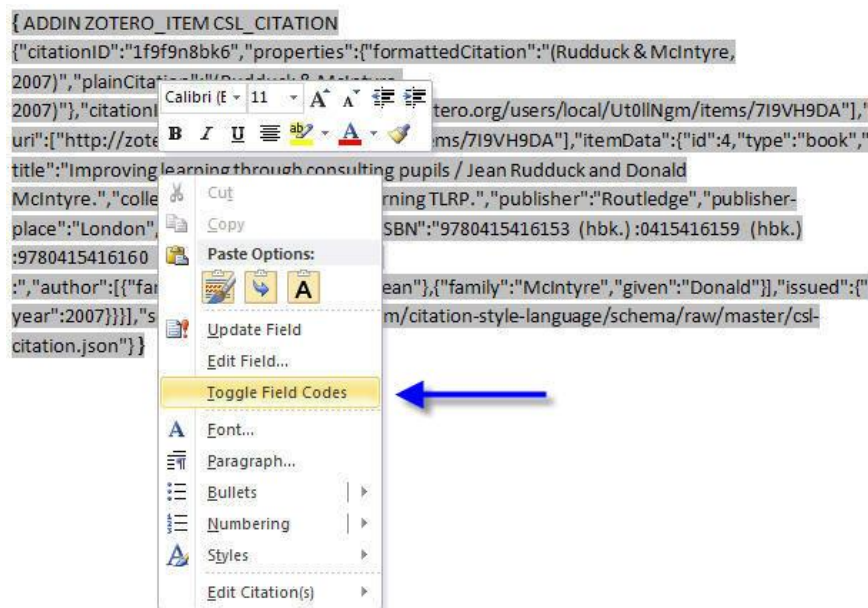 { ADDIN ZOTERO_ITEM CSL_CITATION
{"citationID":"1f9f9n8bk6","properties":{"formattedCitation":"(Rudduck & McIntyre,
2007)","plainCitation":"(Rudduck & McIntyre,
2007)"},"citationI tero.org/users/local/Ut0llNgm/items/7I9VH9DA"],"
uri":["http://zote ems/7I9VH9DA"],"itemData":{"id":4,"type":"book","
title":"Improving learning through consulting pupils / Jean Rudduck and Donald
McIntyre.","colle rning TLRP.","publisher":"Routledge","publisher-
place":"London", SBN":"9780415416153 (hbk.) :0415416159 (hbk.)
:9780415416160
:","author":[{"fa ean"},{"family":"McIntyre","given":"Donald"}],"issued":{"
year":2007}}}],"s m/citation-style-language/schema/raw/master/csl-
citation.json"} }
Calibri (E 11 A A
B I U A
Cut
Copy
Paste Options:
A
Update Field
Edit Field...
Toggle Field Codes
A Font...
Paragraph...
Bullets
Numbering
Styles
Edit Citation(s)